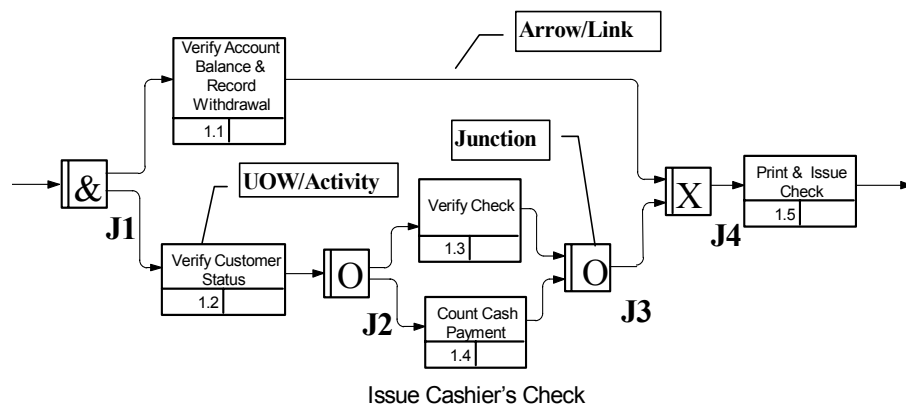 Verify Account
Balance &
Record
Withdrawal
1.1
Arrow/Link
Junction
UOW/Activity
&
J1
Verify Customer
Status
1.2
O
J2
Verify Check
1.3
Count Cash
Payment
1.4
O
J3
X
J4
Print & Issue
Check
1.5
Issue Cashier's Check